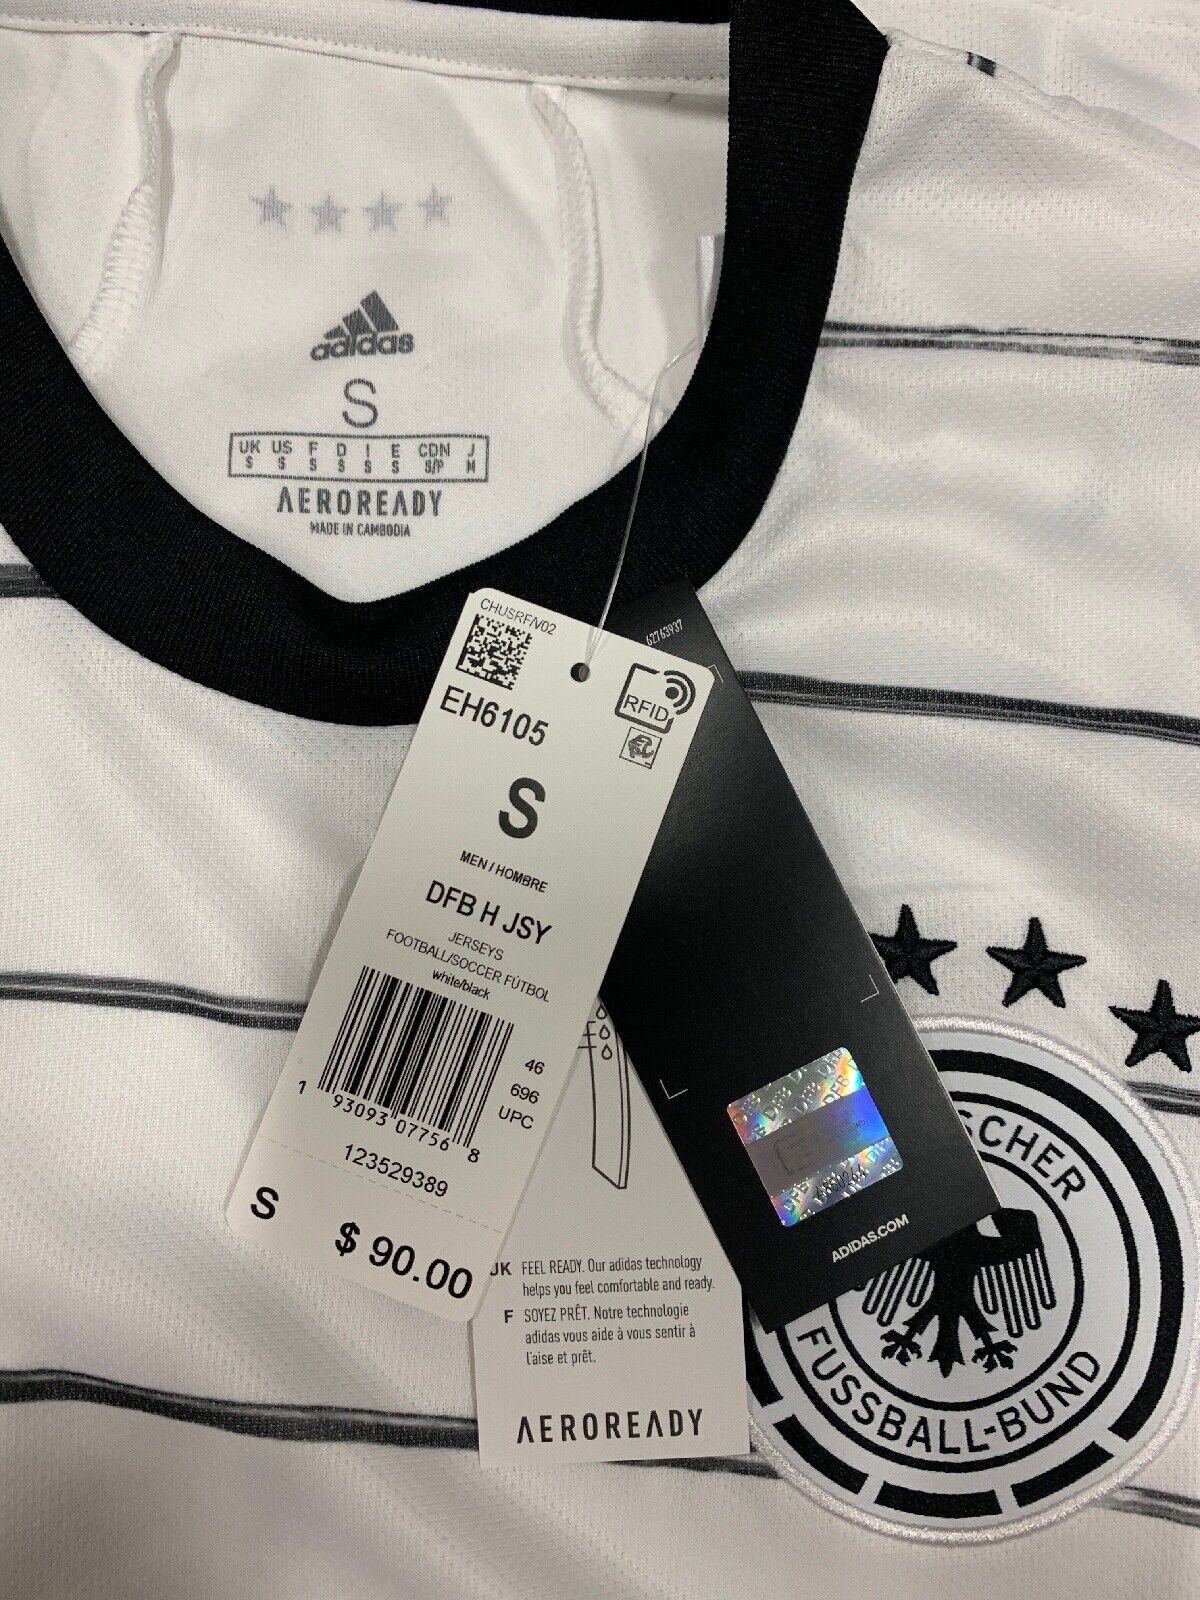 adidas
S
UK US F D I E CDN J
S S S S S S S/P M
AEROREADY
MADE IN CAMBODIA
CHUSRF/V02
RFID
EH6105
S
MEN / HOMBRE
DFB H JSY
JERSEYS
FOOTBALL/SOCCER FÚTBOL
white/black
46
696
UPC
1 93093 07756 8
123529389
S
$ 90.00
62763937
DFB DFB DFB
ADIDAS.COM
UK FEEL READY. Our adidas technology
helps you feel comfortable and ready.
F SOYEZ PRÊT. Notre technologie
adidas vous aide à vous sentir à
l'aise et prêt.
AEROREADY
SCHER
FUSSBALL-BUND